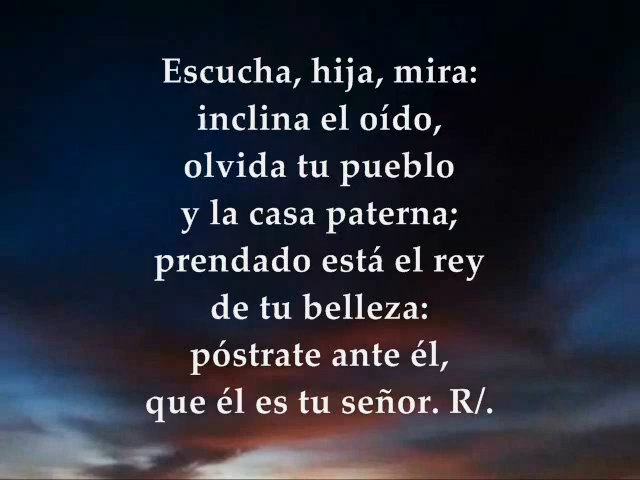 Escucha, hija, mira:
inclina el oído,
olvida tu pueblo
y la casa paterna;
prendado está el rey
de tu belleza:
póstrate ante él,
que él es tu señor. R/.